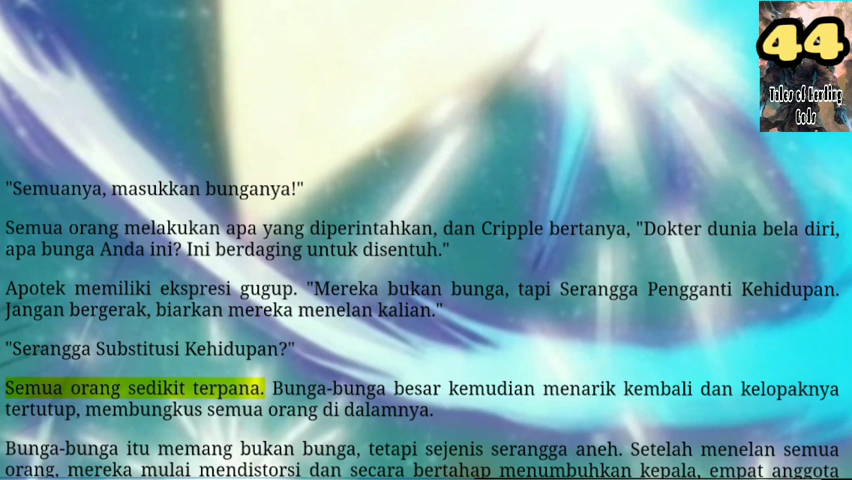 44
Tales of Herding
Gods
"Semuanya, masukkan bunganya!"
Semua orang melakukan apa yang diperintahkan, dan Cripple bertanya, "Dokter dunia bela diri,
apa bunga Anda ini? Ini berdaging untuk disentuh."
Apotek memiliki ekspresi gugup. "Mereka bukan bunga, tapi Serangga Pengganti Kehidupan.
Jangan bergerak, biarkan mereka menelan kalian."
"Serangga Substitusi Kehidupan?"
Semua orang sedikit terpana. Bunga-bunga besar kemudian menarik kembali dan kelopaknya
tertutup, membungkus semua orang di dalamnya.
Bunga-bunga itu memang bukan bunga, tetapi sejenis serangga aneh. Setelah menelan semua
orang, mereka mulai mendistorsi dan secara bertahap menumbuhkan kepala, empat anggota